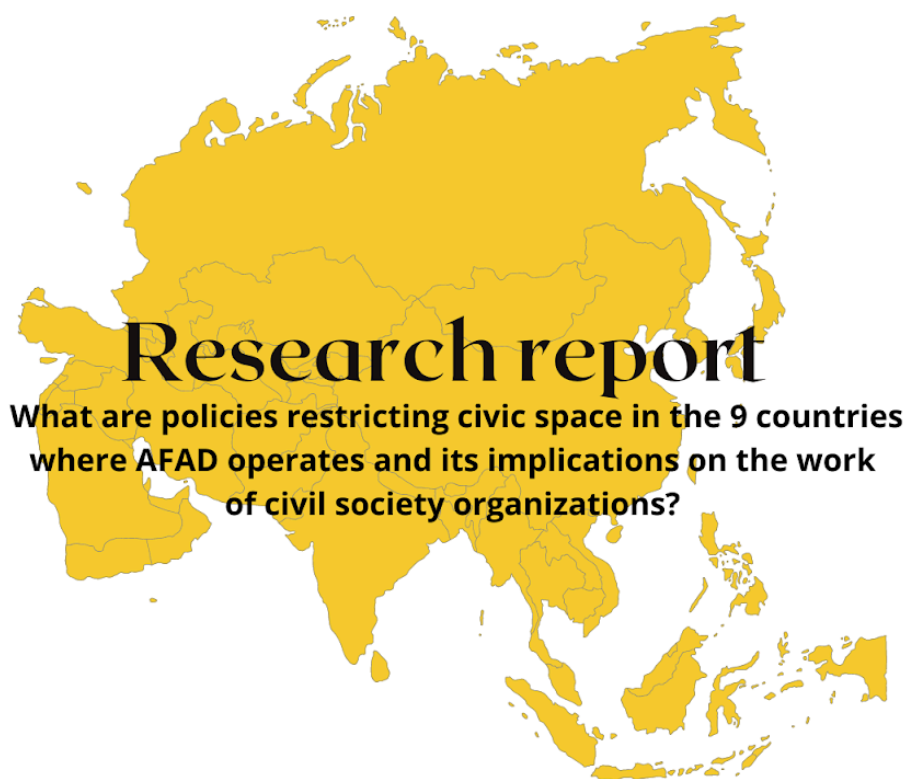 Research report
What are policies restricting civic space in the 9 countries
where AFAD operates and its implications on the work
of civil society organizations?